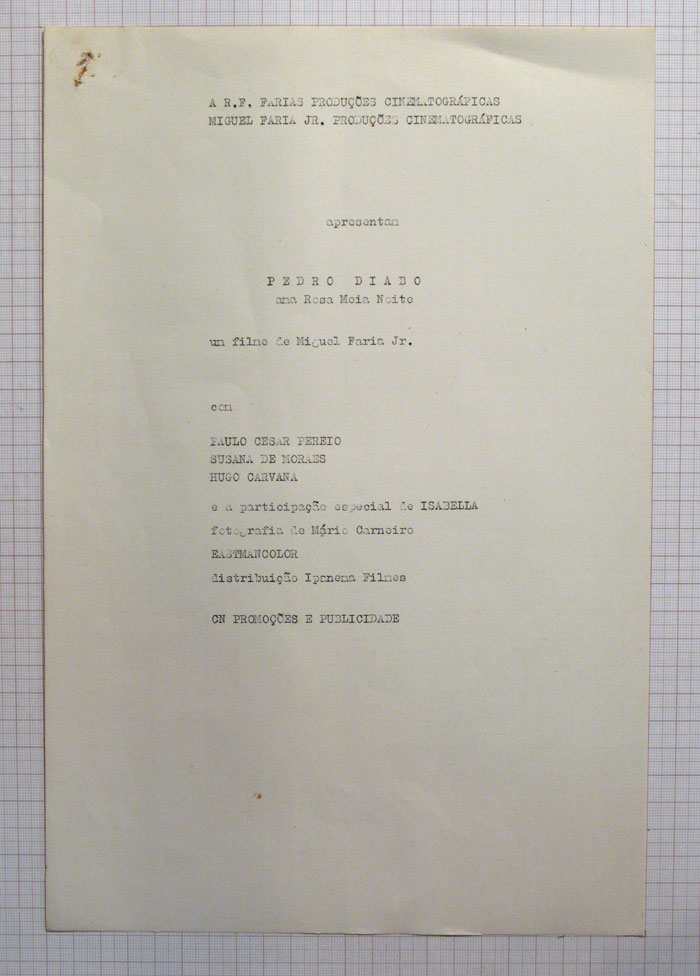 A R.F. FARIAS PRODUÇÕES CINEMATOGRÁFICAS
MIGUEL FARIA JR. PRODUÇÕES CINEMATOGRÁFICAS
apresentam
P E D R O D I A B O
ama Rosa Meia Noite
um filme de Miguel Faria Jr.
com
PAULO CESAR PEREIO
SUSANA DE MORAES
HUGO CARVANA
e a participação especial de ISABELLA
fotografia de Mário Carneiro
EASTMANCOLOR
distribuição Ipanema Filmes
CN PROMOÇÕES E PUBLICIDADE